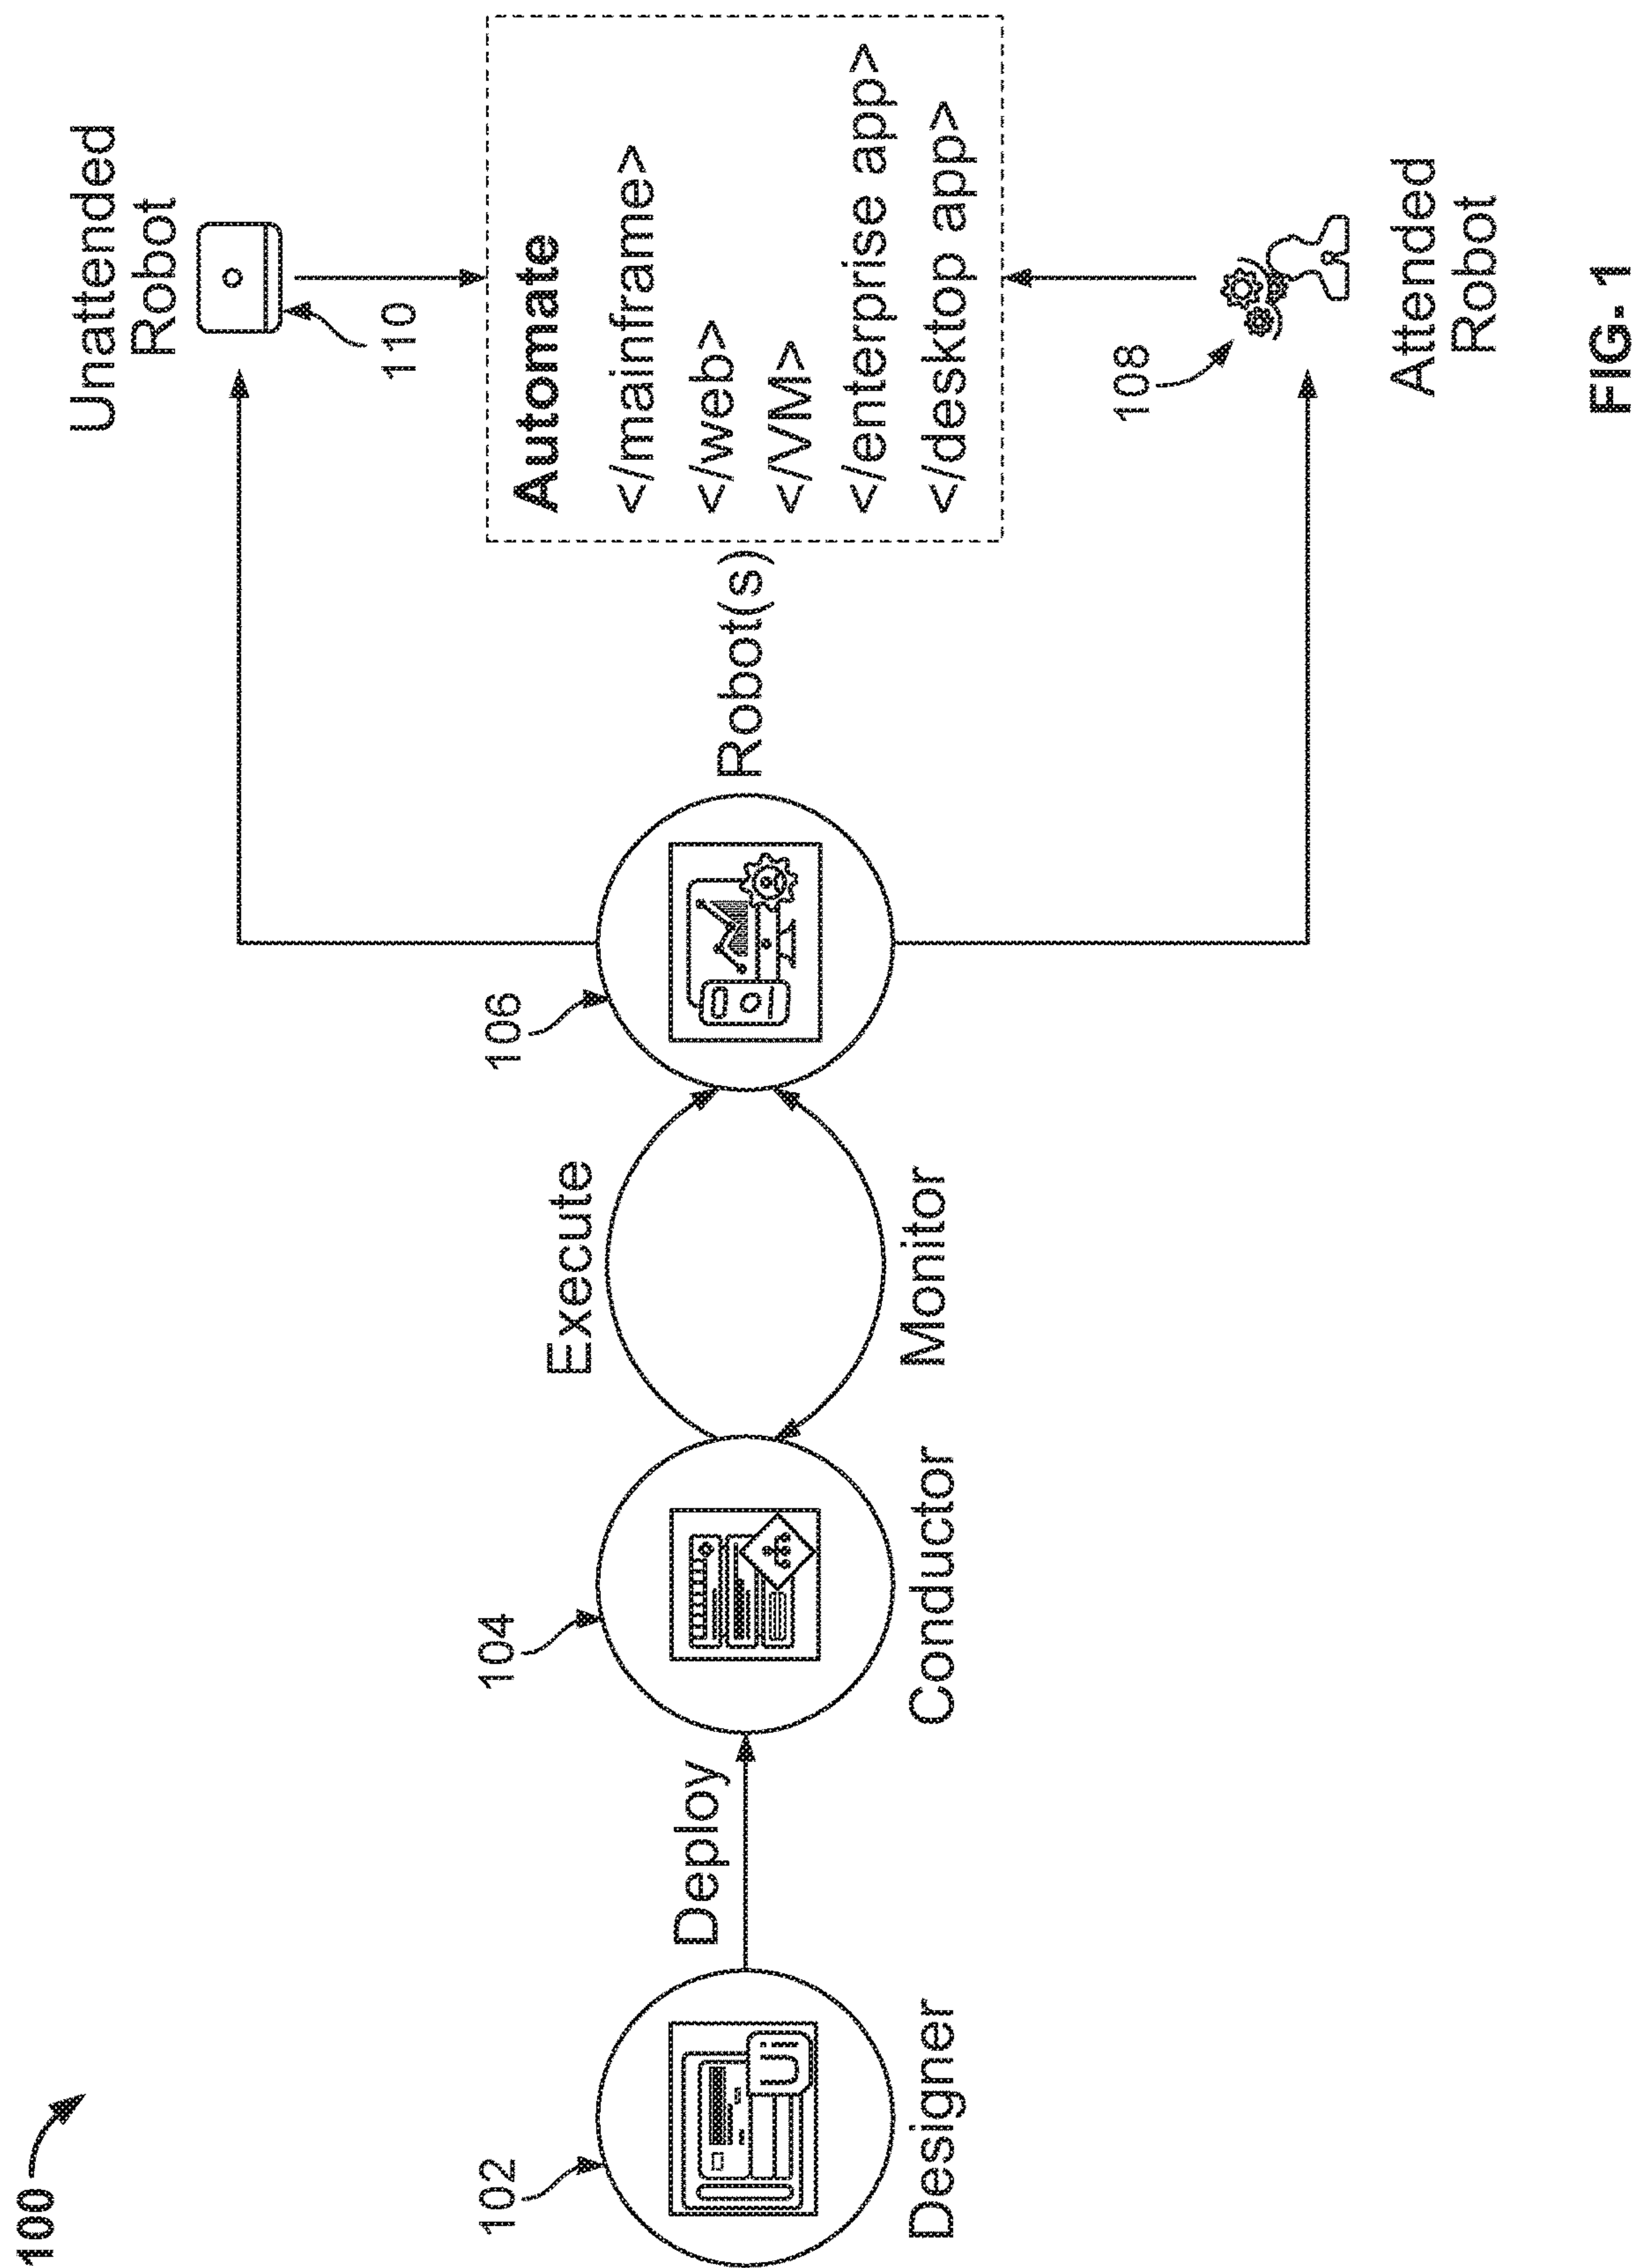 100
Unattended
Robot
110
Automate
</mainframe>
</web>
</VM>
</enterprise app>
</desktop app>
102
Designer
Ui
Deploy
104
Conductor
Execute
Monitor
106
Robot(s)
108
Attended
Robot
FIG. 1